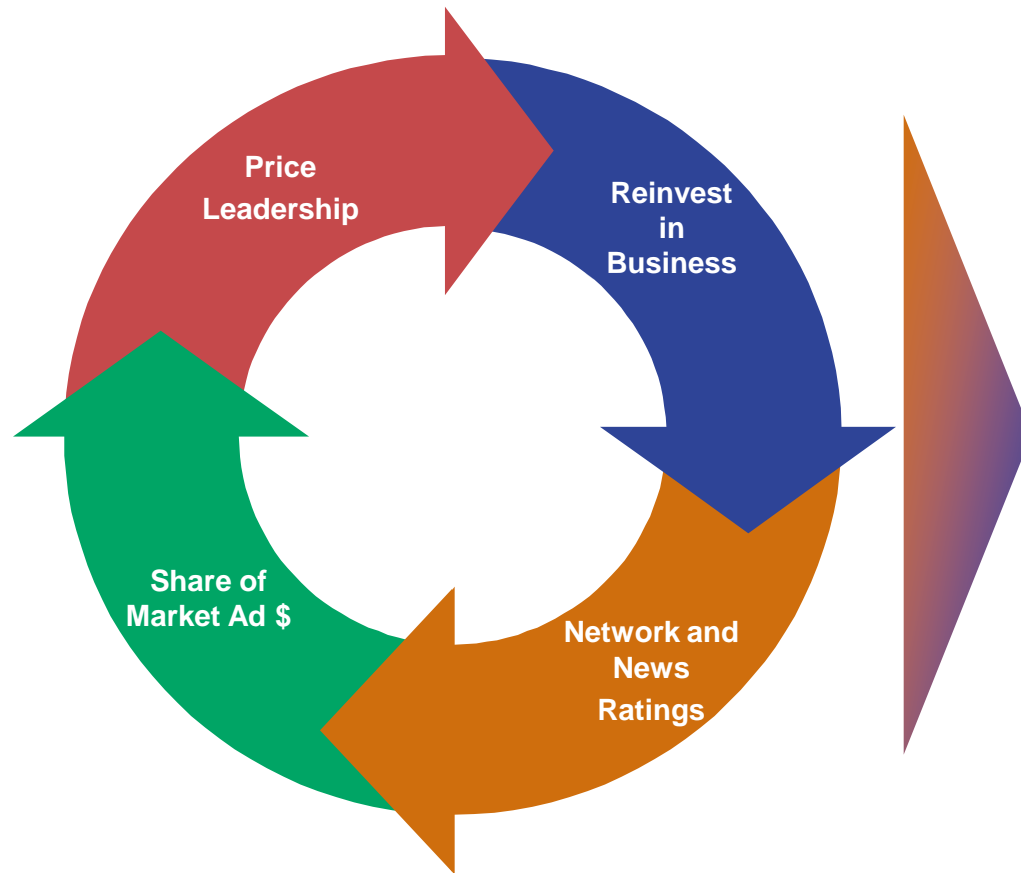 Price
Leadership
Reinvest
in
Business
Network and
News
Ratings
Share of
Market Ad $